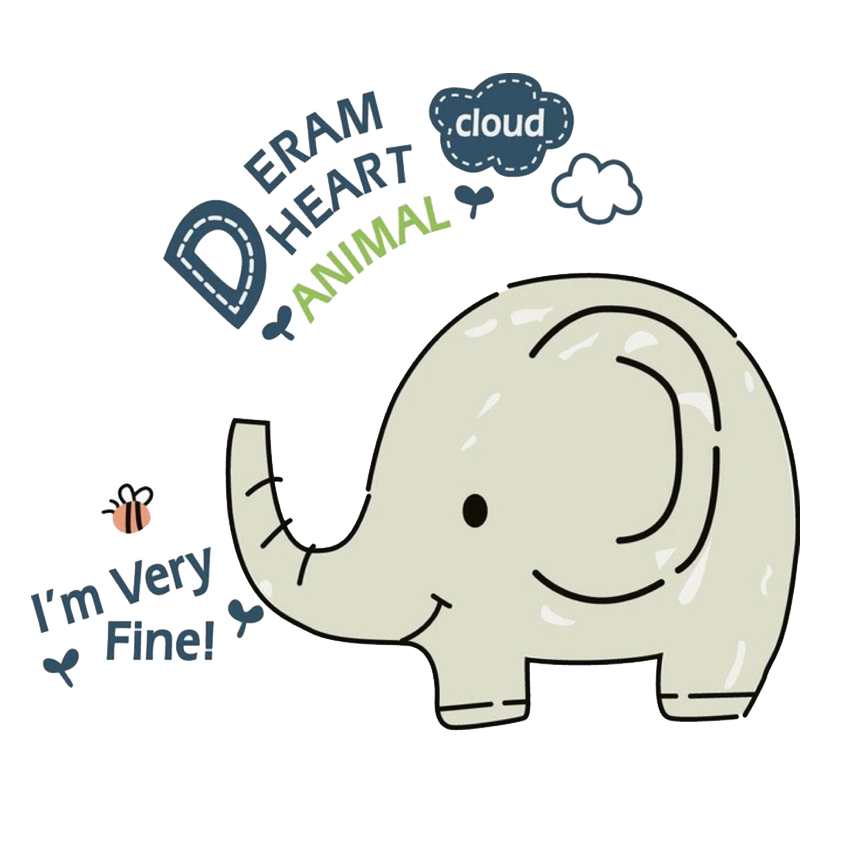 DERAM
HEART
ANIMAL
cloud
I'm Very
Fine!